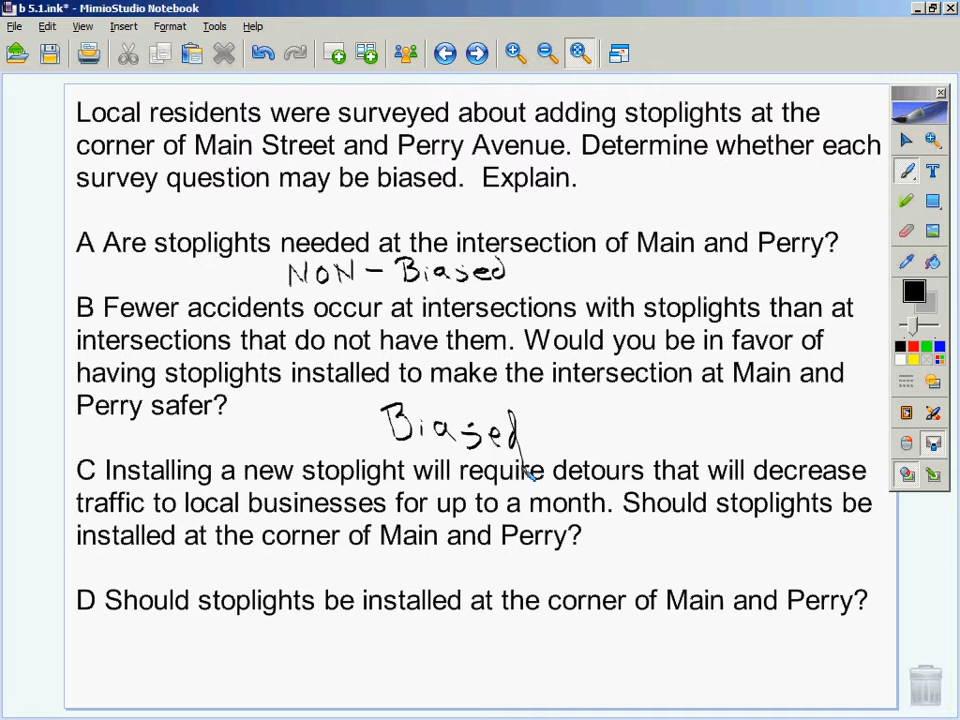 b 5.1.ink* - MimioStudio Notebook
File Edit View Insert Format Tools Help
Local residents were surveyed about adding stoplights at the
corner of Main Street and Perry Avenue. Determine whether each
survey question may be biased.  Explain.
A Are stoplights needed at the intersection of Main and Perry?
NON - Biased
B Fewer accidents occur at intersections with stoplights than at
intersections that do not have them. Would you be in favor of
having stoplights installed to make the intersection at Main and
Perry safer?
Biased
C Installing a new stoplight will require detours that will decrease
traffic to local businesses for up to a month. Should stoplights be
installed at the corner of Main and Perry?
D Should stoplights be installed at the corner of Main and Perry?